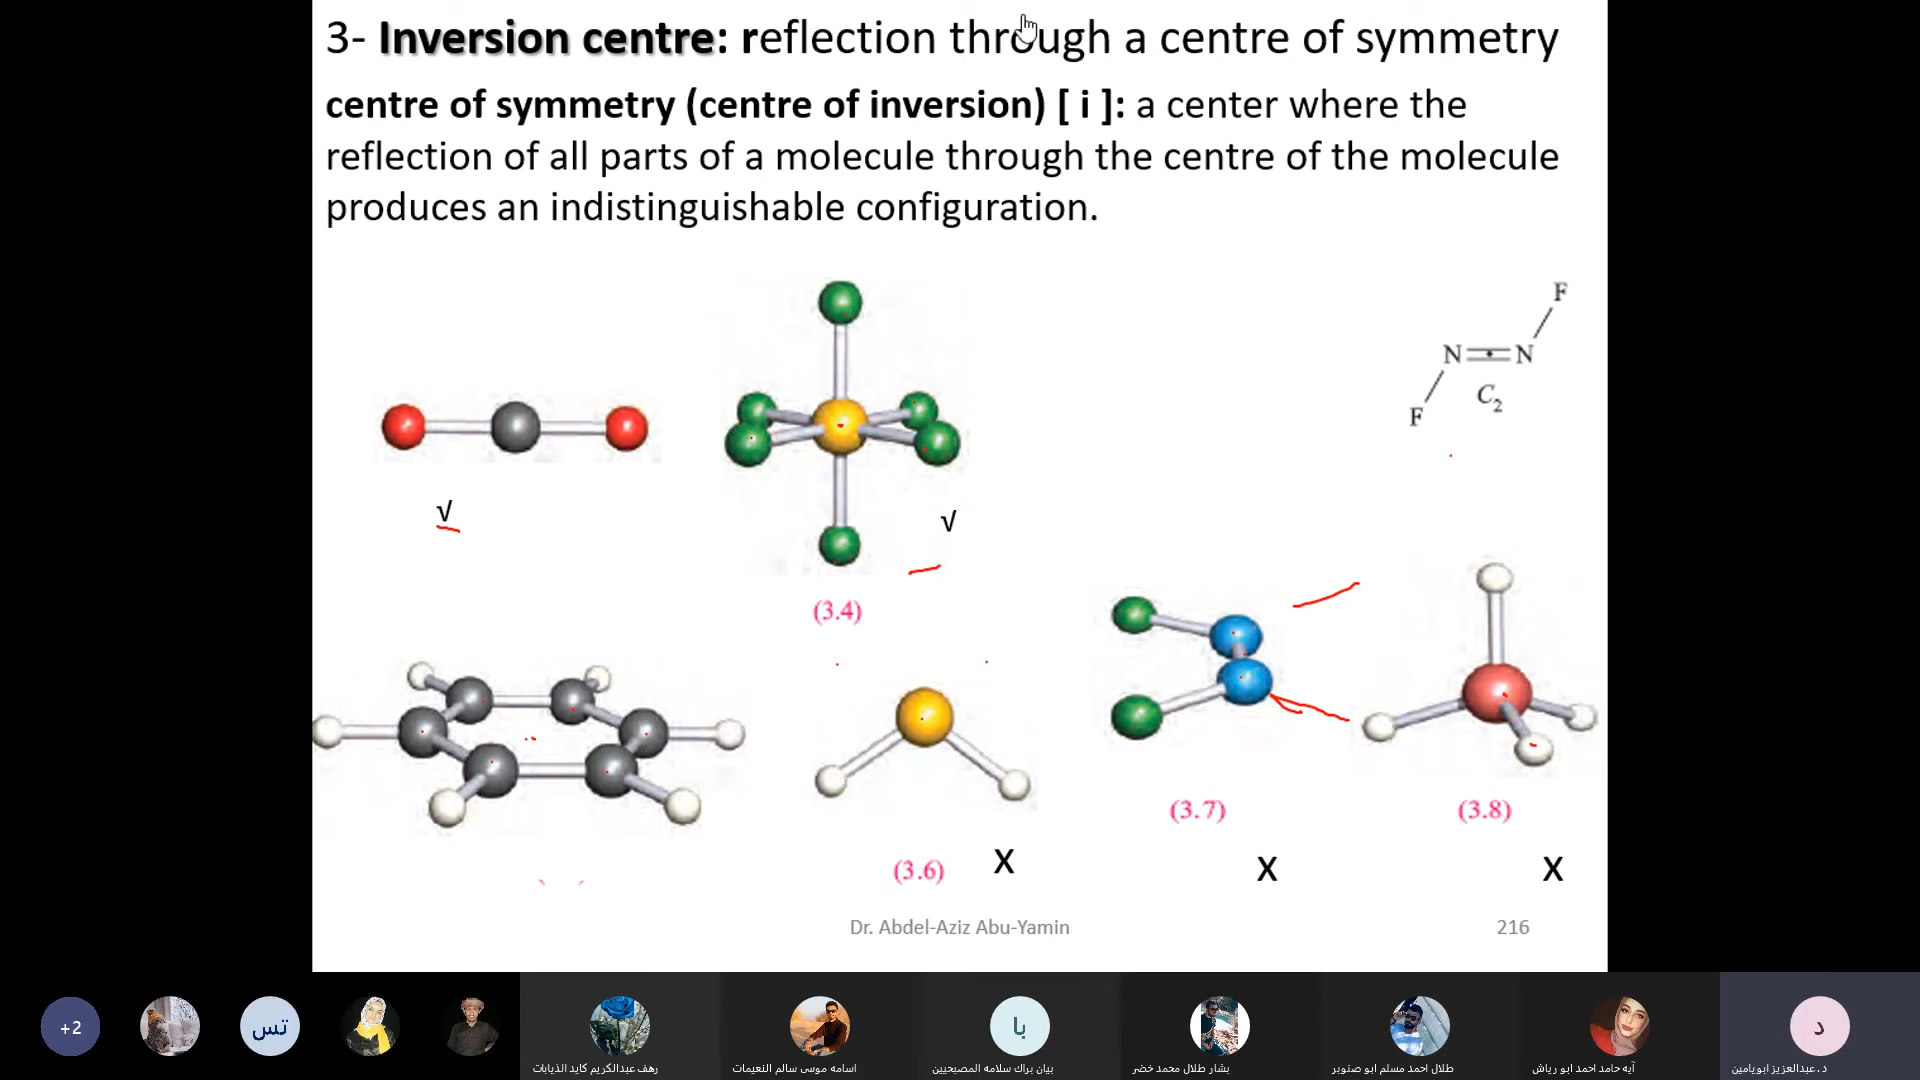 3- Inversion centre: reflection through a centre of symmetry
centre of symmetry (centre of inversion) [ i ]: a center where the
reflection of all parts of a molecule through the centre of the molecule
produces an indistinguishable configuration.
F
N N
C2
F
√
√
(3.4)
(3.7)
(3.8)
(3.6)
X
X
X
Dr. Abdel-Aziz Abu-Yamin
216
+2
تس
با
د
رهف عبدالكريم كايد الذيابات
اسامه موسى سالم النعيمات
بيان براك سلامه المصبحيين
بشار طلال محمد خضر
طلال احمد مسلم ابو صنوبر
آيه حامد احمد ابو رياش
د. عبدالعزيز ابويامين